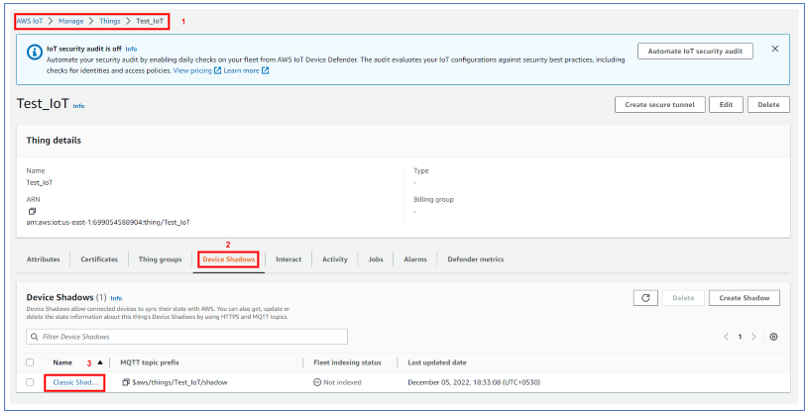 AWS IoT > Manage > Things > Test_IoT 1
IoT security audit is off Info
Automate your security audit by enabling daily checks on your fleet from AWS IoT Device Defender. The audit evaluates your IoT configurations against security best practices, including
checks for identities and access policies. View pricing Learn more
Automate IoT security audit
Test_IoT Info
Create secure tunnel Edit Delete
Thing details
Name
Test_IoT
ARN
arn:aws:iot:us-east-1:699054588904:thing/Test_IoT
Type
-
Billing group
-
2
Attributes Certificates Thing groups Device Shadows Interact Activity Jobs Alarms Defender metrics
Device Shadows (1) Info
Device Shadows allow connected devices to sync their state with AWS. You can also get, update or
delete the state information about this thing's Device Shadows by using HTTPS and MQTT topics.
Delete Create Shadow
Filter Device Shadows
< 1 >
Name 3 MQTT topic prefix Fleet indexing status Last updated date
Classic Shad... $aws/things/Test_IoT/shadow Not indexed December 05, 2022, 18:33:08 (UTC+0530)